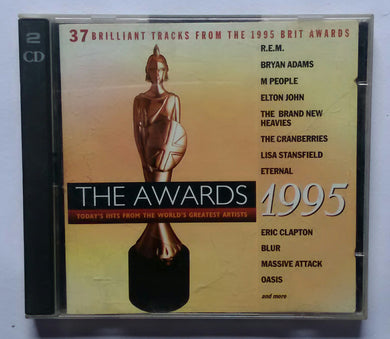 2
CD
37 BRILLIANT TRACKS FROM THE 1995 BRIT AWARDS
R.E.M.
BRYAN ADAMS
M PEOPLE
ELTON JOHN
THE BRAND NEW
HEAVIES
THE CRANBERRIES
LISA STANSFIELD
ETERNAL
THE AWARDS 1995
TODAY'S HITS FROM THE WORLD'S GREATEST ARTISTS
ERIC CLAPTON
BLUR
MASSIVE ATTACK
OASIS
and more